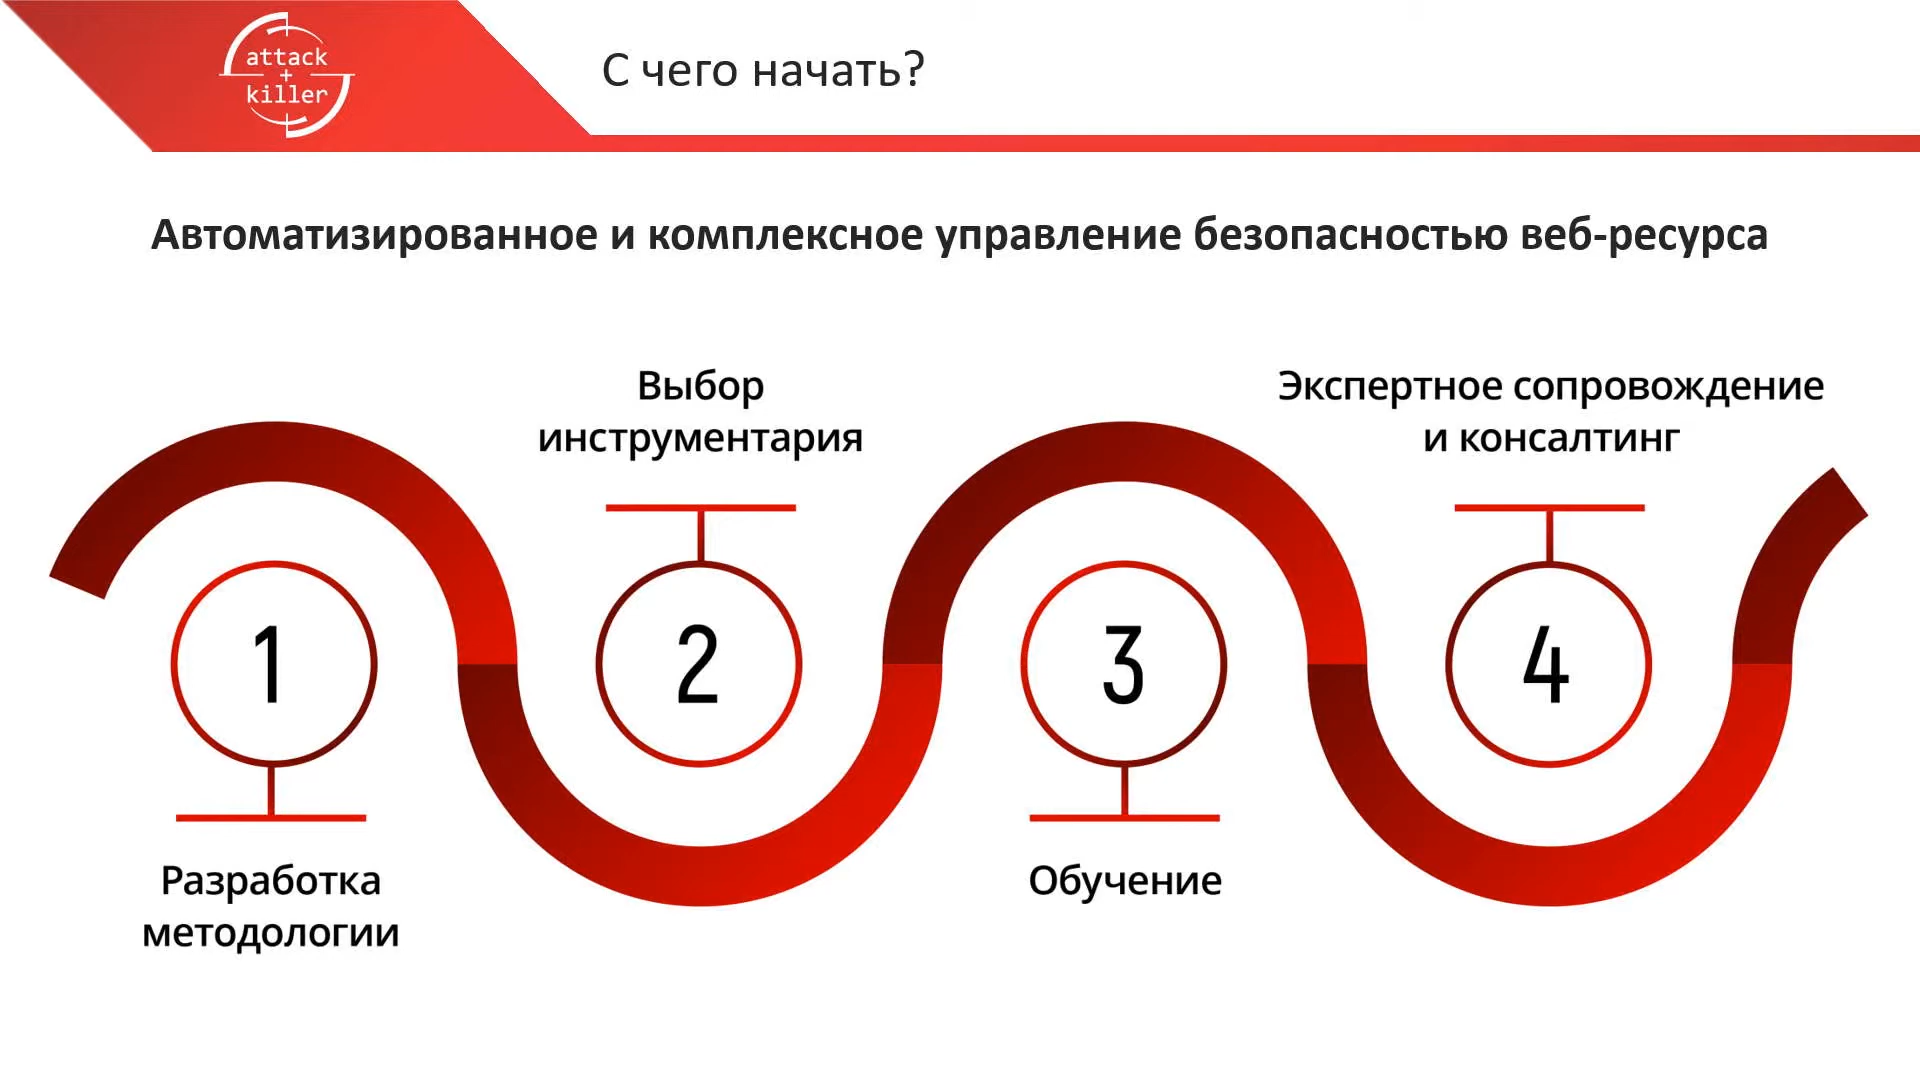 attack
+
killer
С чего начать?
Автоматизированное и комплексное управление безопасностью веб-ресурса
1
Разработка
методологии
Выбор
инструментария
2
3
Обучение
Экспертное сопровождение
и консалтинг
4